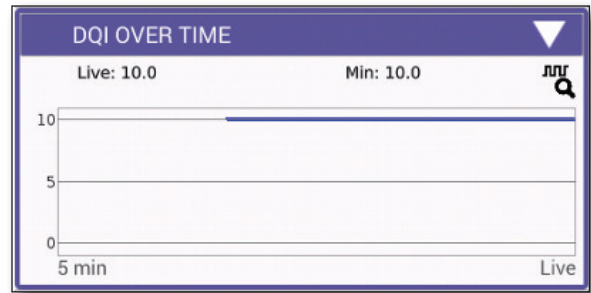 DQI OVER TIME
Live: 10.0 Min: 10.0
10
5
0
5 min Live